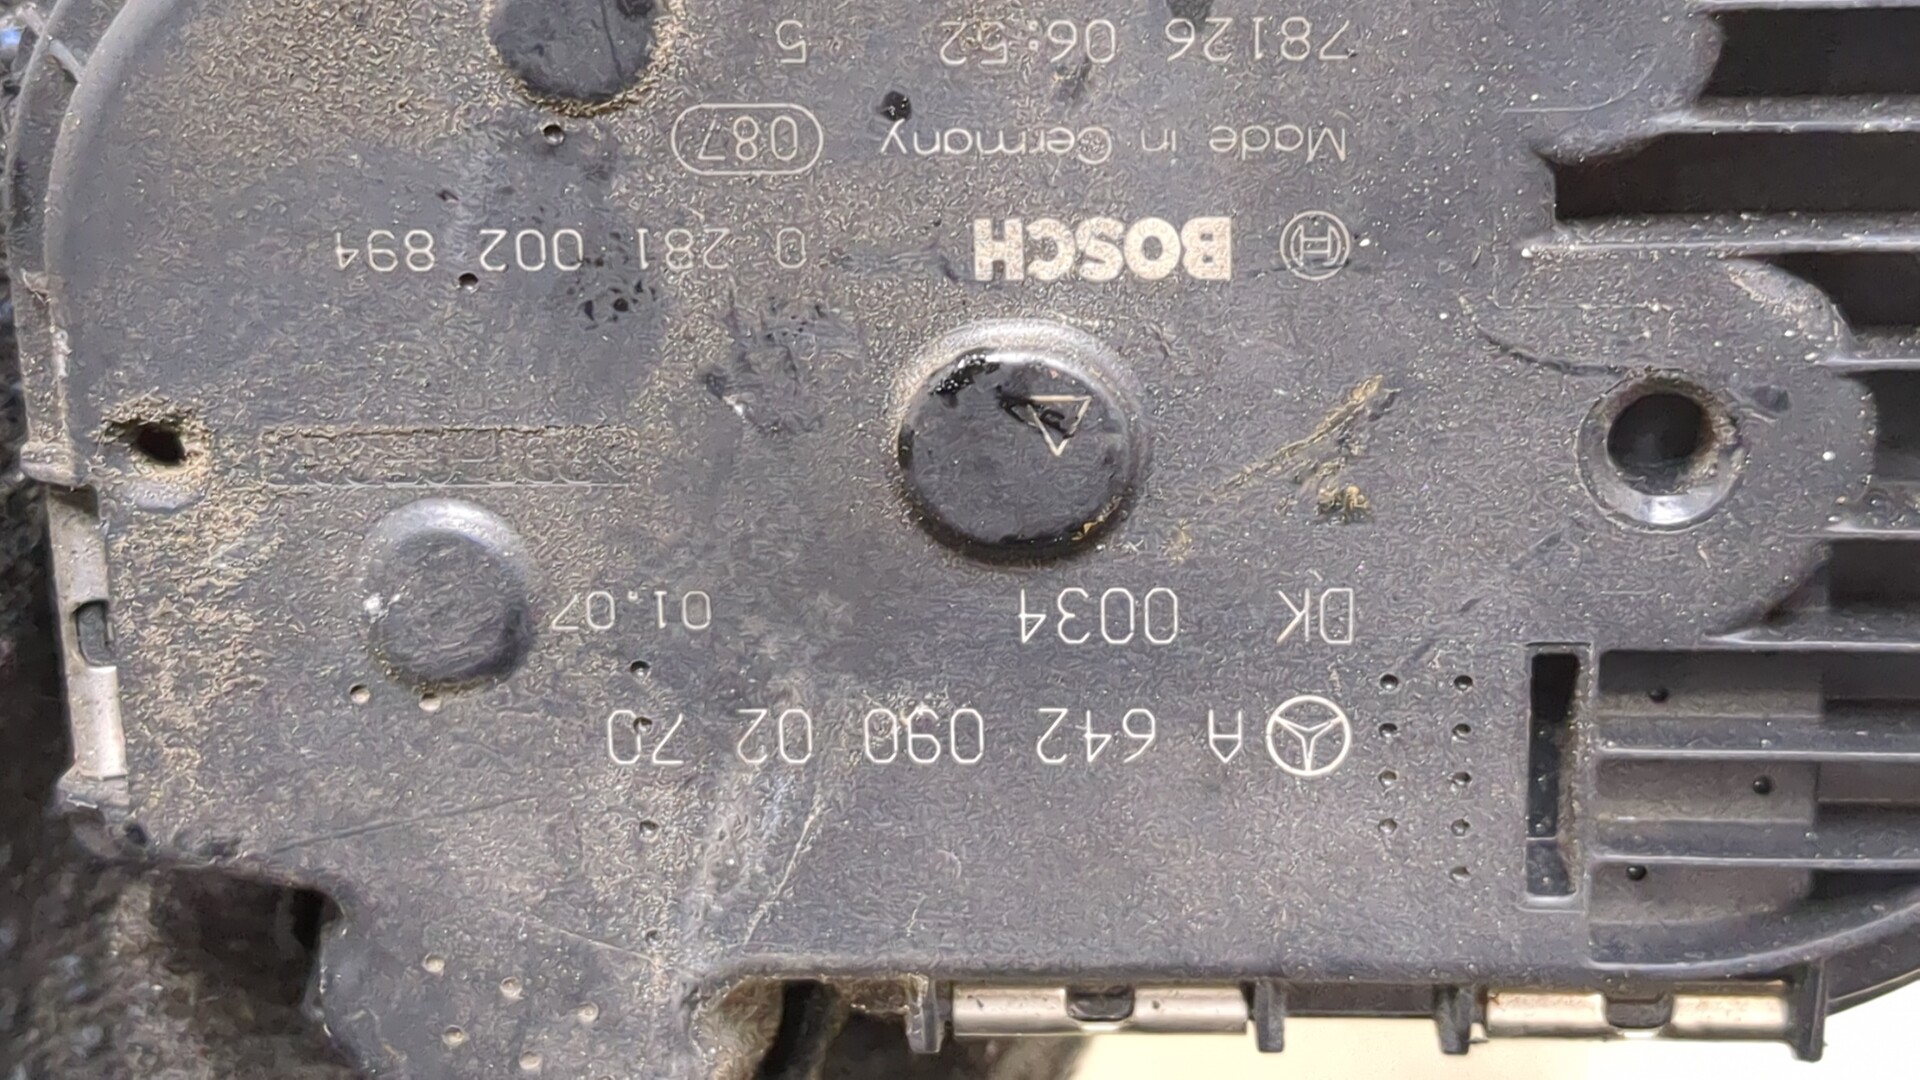 A 642 090 02 70
DK 0034 01.07
BOSCH 0 281 002 894
Made in Germany 087
78126 06:52 5